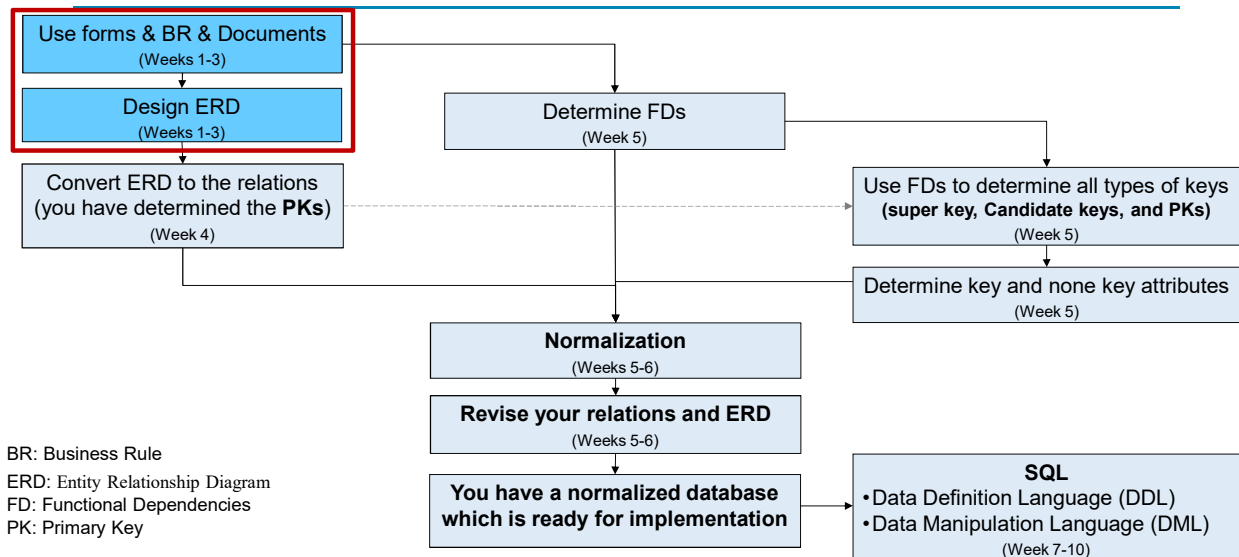 Use forms & BR & Documents
(Weeks 1-3)
Design ERD
(Weeks 1-3)
Convert ERD to the relations
(you have determined the PKs)
(Week 4)
Determine FDs
(Week 5)
Use FDs to determine all types of keys
(super key, Candidate keys, and PKs)
(Week 5)
Determine key and none key attributes
(Week 5)
Normalization
(Weeks 5-6)
Revise your relations and ERD
(Weeks 5-6)
You have a normalized database
which is ready for implementation
SQL
•Data Definition Language (DDL)
•Data Manipulation Language (DML)
(Week 7-10)
BR: Business Rule
ERD: Entity Relationship Diagram
FD: Functional Dependencies
PK: Primary Key